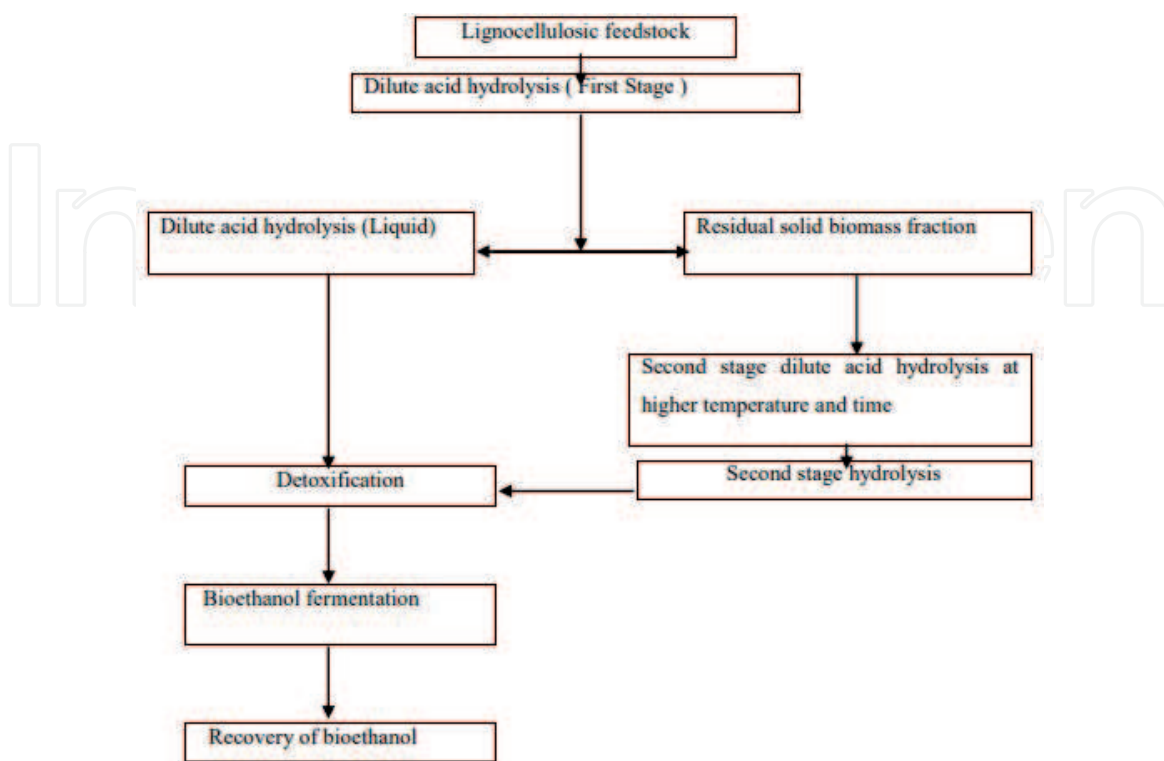 Lignocellulosic feedstock
Dilute acid hydrolysis ( First Stage )
Dilute acid hydrolysis (Liquid)
Residual solid biomass fraction
Second stage dilute acid hydrolysis at
higher temperature and time
Second stage hydrolysis
Detoxification
Bioethanol fermentation
Recovery of bioethanol